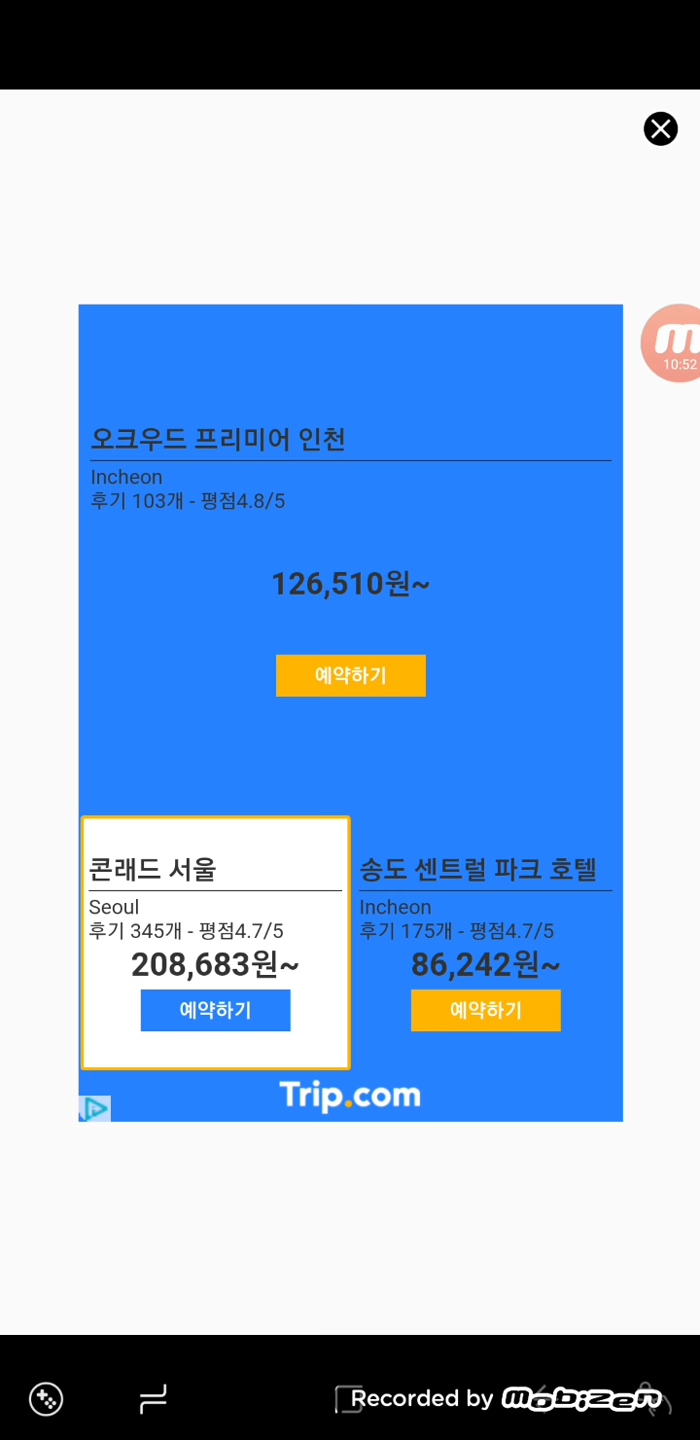 10:52
오크우드 프리미어 인천
Incheon
후기 103개 - 평점4.8/5
126,510원~
예약하기
콘래드 서울
Seoul
후기 345개 - 평점4.7/5
208,683원~
예약하기
송도 센트럴 파크 호텔
Incheon
후기 175개 - 평점4.7/5
86,242원~
예약하기
Trip.com
Recorded by mobizen